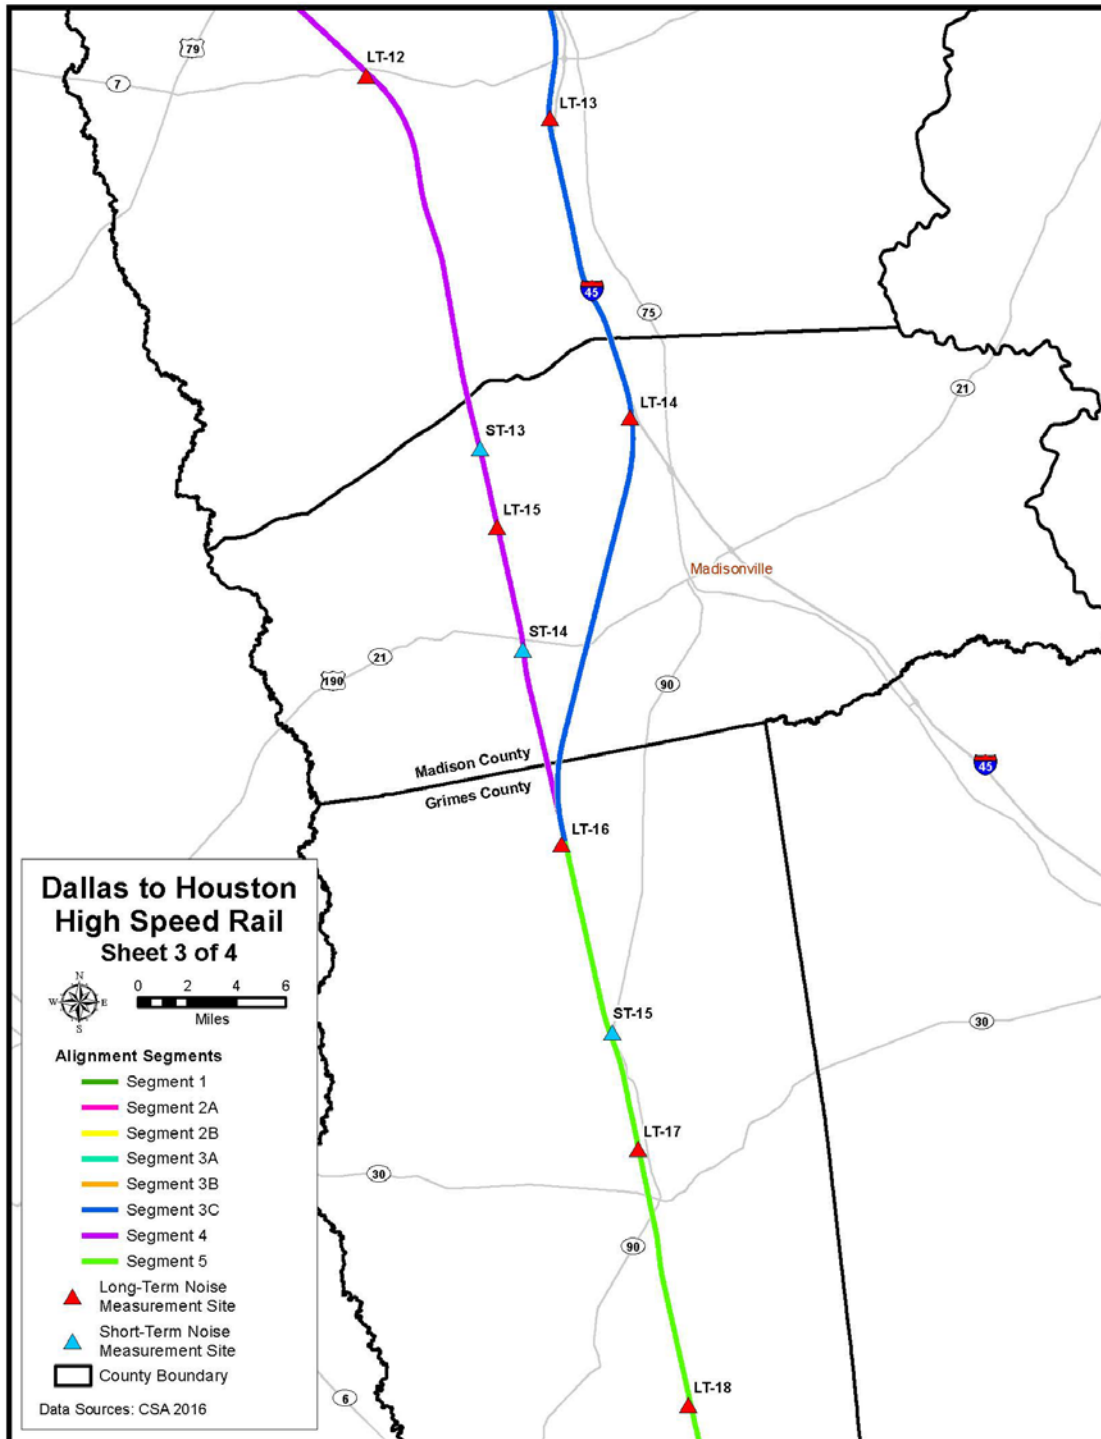 LT-12
79
7
LT-13
45
75
21
LT-14
ST-13
LT-15
Madisonville
ST-14
21
190
90
Madison County
Grimes County
45
LT-16
Dallas to Houston
High Speed Rail
Sheet 3 of 4
N
W E
S
0 2 4 6
Miles
ST-15
30
Alignment Segments
Segment 1
Segment 2A
Segment 2B
Segment 3A
Segment 3B
Segment 3C
Segment 4
Segment 5
LT-17
30
90
Long-Term Noise
Measurement Site
Short-Term Noise
Measurement Site
County Boundary
LT-18
6
Data Sources: CSA 2016